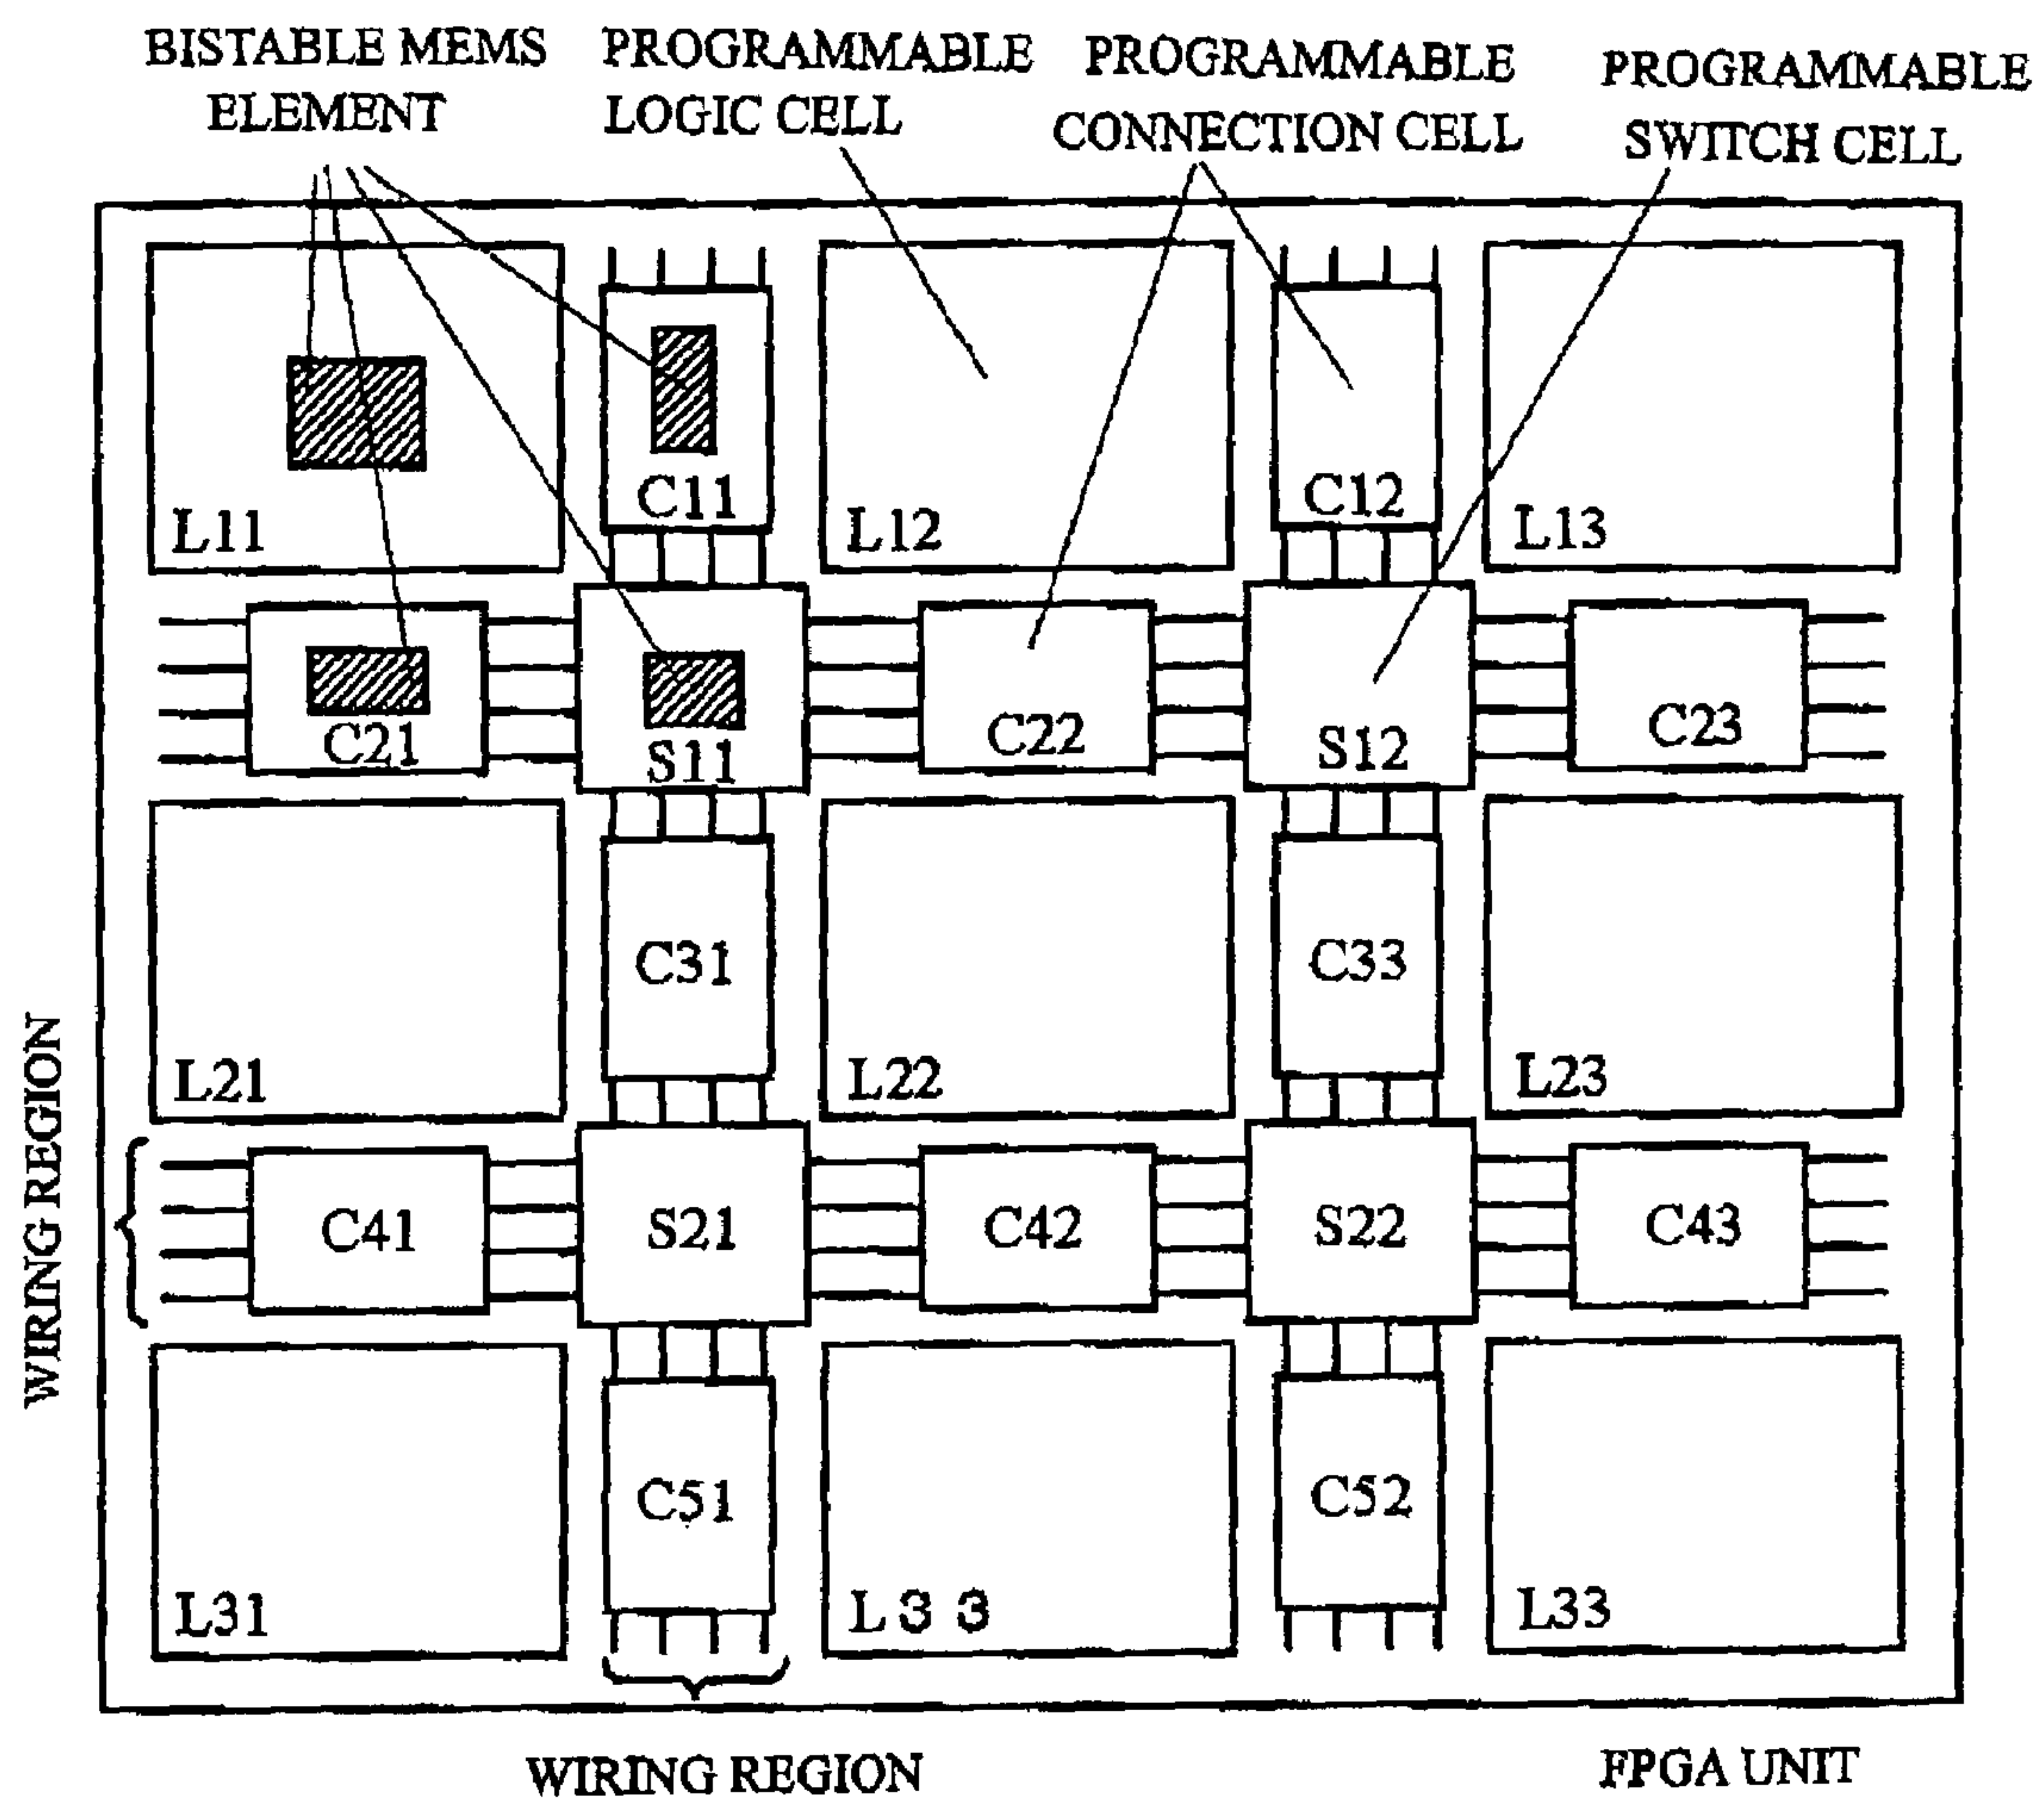 BISTABLE MEMS
ELEMENT
PROGRAMMABLE
LOGIC CELL
PROGRAMMABLE
CONNECTION CELL
PROGRAMMABLE
SWITCH CELL
L11
C11
L12
C12
L13
C21
S11
C22
S12
C23
L21
C31
L22
C33
L23
WIRING REGION
C41
S21
C42
S22
C43
L31
C51
L 3 3
C52
L33
WIRING REGION
FPGA UNIT